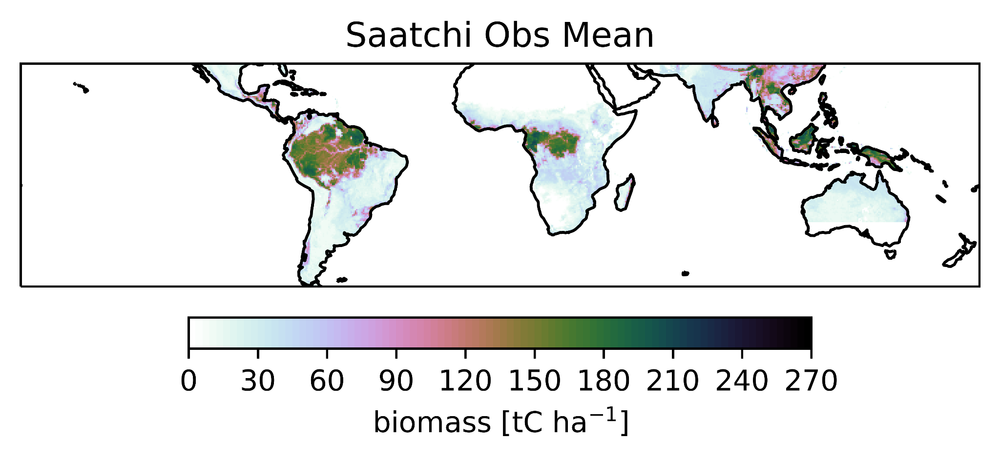 Saatchi Obs Mean
0 30 60 90 120 150 180 210 240 270
biomass [tC ha⁻¹]